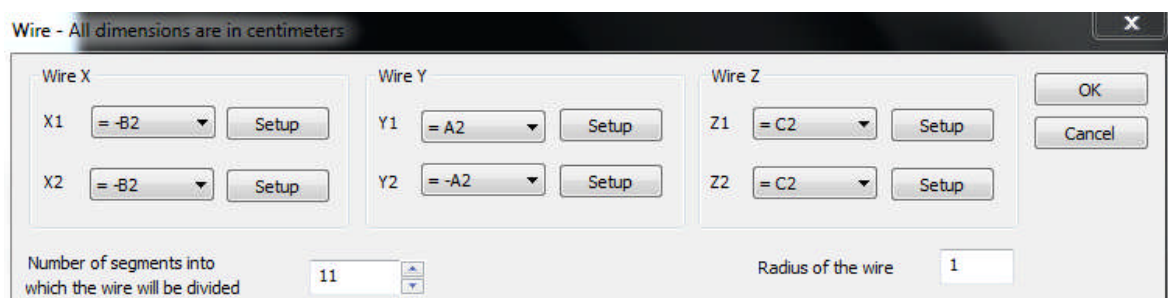 Wire - All dimensions are in centimeters
X
Wire X
Wire Y
Wire Z
OK
X1 = -B2 Setup Y1 = A2 Setup Z1 = C2 Setup
Cancel
X2 = -B2 Setup Y2 = -A2 Setup Z2 = C2 Setup
Number of segments into
which the wire will be divided
11
Radius of the wire 1